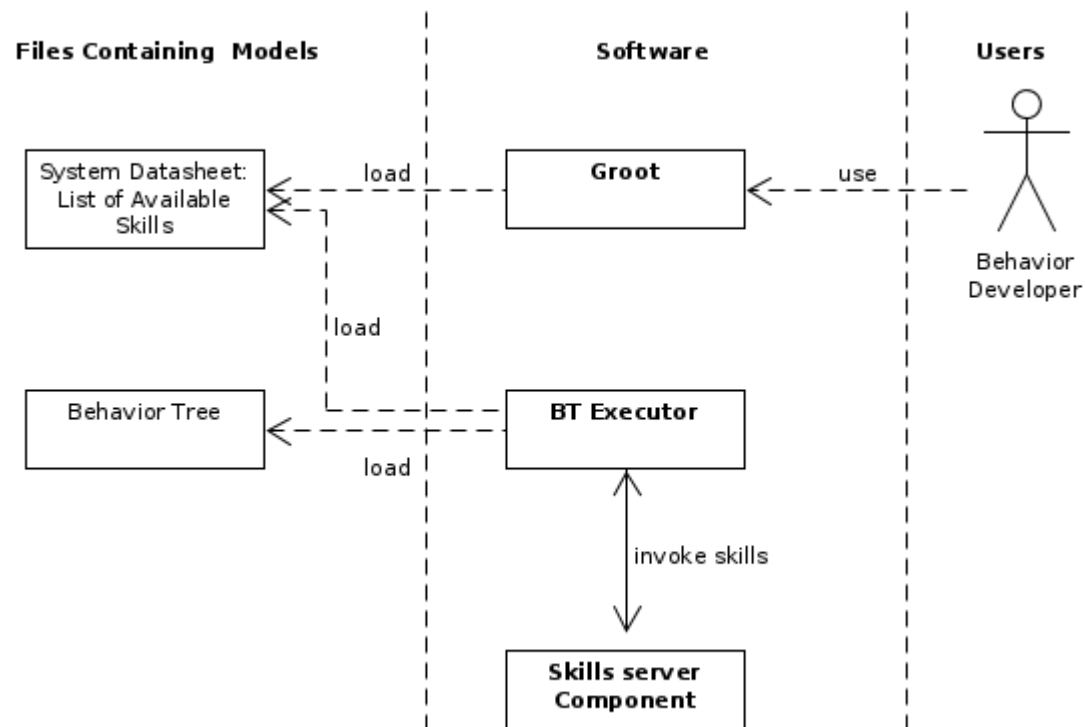 Files Containing  Models
Software
Users
System Datasheet:
List of Available
Skills
load
Groot
use
Behavior
Developer
load
Behavior Tree
load
BT Executor
invoke skills
Skills server
Component